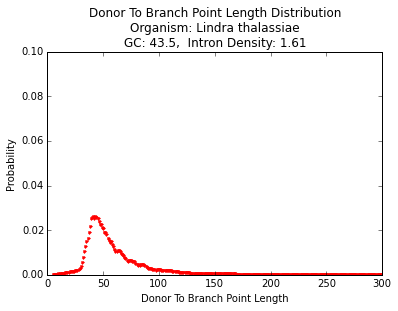 Donor To Branch Point Length Distribution
Organism: Lindra thalassiae
GC: 43.5,  Intron Density: 1.61
0.10
0.08
0.06
0.04
0.02
0.00
Probability
0 50 100 150 200 250 300
Donor To Branch Point Length